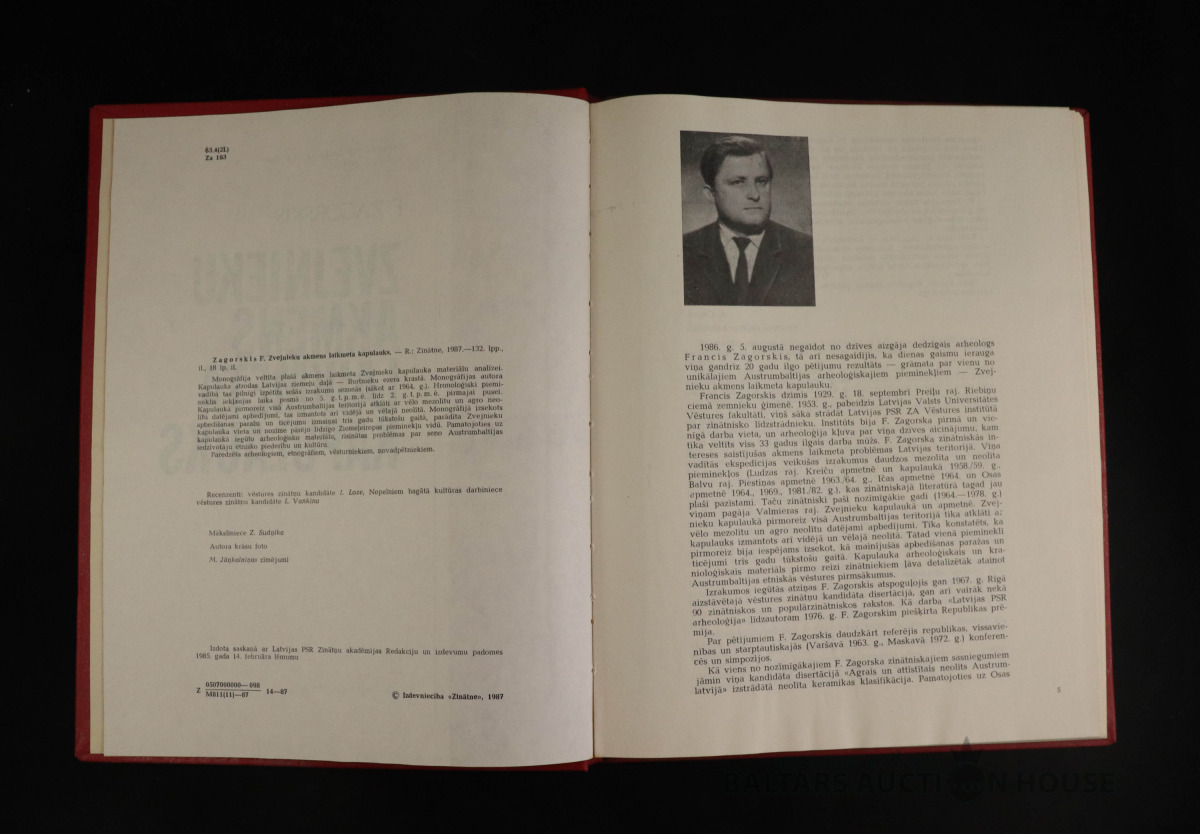 63.4(2L)
Za 163
Zagorskis F. Zvejnieku akmens laikmeta kapulauks. — R.: Zinātne, 1987.—132. lpp.,
il., 18 lp. il.
Monogrāfija veltīta plašā akmens laikmeta Zvejnieku kapulauka materiālu analīzei.
Kapulauks atrodas Latvijas ziemeļu daļā — Burtnieku ezera krastā. Monogrāfijas autora
vadībā tas pilnīgi izpētīts sešās izrakumu sezonās (sākot ar 1964. g.). Hronoloģiski piemi-
neklis iekļaujas laika posmā no 5. g. t. p. m. ē. līdz 2. g. t. p. m. ē. pirmajai pusei.
Kapulaukā pirmoreiz visā Austrumbaltijas teritorijā atklāti ar vēlo mezolītu un agro neo-
lītu datējami apbedījumi, tas izmantots arī vidējā un vēlajā neolītā. Monogrāfijā izsekots
apbedīšanas paražu un ticējumu izmaiņai trīs gadu tūkstošu gaitā, parādīta Zvejnieku
kapulauka vieta un nozīme pārējo līdzīgo Ziemeļeiropas pieminekļu vidū. Pamatojoties uz
kapulaukā iegūto arheoloģisko materiālu, risinātas problēmas par seno Austrumbaltijas
iedzīvotāju etnisko piederību un kultūru.
Paredzēta arheologiem, etnogrāfiem, vēsturniekiem, novadpētniekiem.
Recenzenti: vēstures zinātņu kandidāte I. Loze, Nopelniem bagātā kultūras darbiniece
vēstures zinātņu kandidāte L. Vankina
Māksliniece Z. Sudnika
Autora krāsu foto
M. Jāņkalniņas zīmējumi
Izdota saskaņā ar Latvijas PSR Zinātņu akadēmijas Redakciju un izdevumu padomes
1985. gada 14. februāra lēmumu
Z 0507000000—098
M811(11)—87 14—87
© Izdevniecība «Zinātne», 1987
1986. g. 5. augustā negaidot no dzīves aizgāja dedzīgais arheologs
Francis Zagorskis, tā arī nesagaidījis, ka dienas gaismu ierauga
viņa gandrīz 20 gadu ilgo pētījumu rezultāts — grāmata par vienu no
unikālajiem Austrumbaltijas arheoloģiskajiem pieminekļiem — Zvej-
nieku akmens laikmeta kapulauku.
Francis Zagorskis dzimis 1929. g. 18. septembrī Preiļu raj. Riebiņu
ciemā zemnieku ģimenē. 1953. g., pabeidzis Latvijas Valsts Universitātes
Vēstures fakultāti, viņš sāka strādāt Latvijas PSR ZA Vēstures institūtā
par zinātnisko līdzstrādnieku. Institūts bija F. Zagorska pirmā un vie-
nīgā darba vieta, un arheoloģija kļuva par viņa dzīves aicinājumu, kam
tika veltīts viss 33 gadus ilgais darba mūžs. F. Zagorska zinātniskās in-
tereses saistījušas akmens laikmeta problēmas Latvijas teritorijā. Viņa
vadītās ekspedīcijas veikušas izrakumus daudzos mezolīta un neolīta
pieminekļos (Ludzas raj. Kreiču apmetnē un kapulaukā 1958./59. g.,
Balvu raj. Piestiņas apmetnē 1963./64. g., Ičas apmetnē 1964. un Osas
apmetnē 1964., 1969., 1981./82. g.), kas zinātniskajā literatūrā tagad jau
plaši pazīstami. Taču zinātniski paši nozīmīgākie gadi (1964.—1978. g.)
viņam pagāja Valmieras raj. Zvejnieku kapulaukā un apmetnē. Zvej-
nieku kapulaukā pirmoreiz visā Austrumbaltijas teritorijā tika atklāti ar
vēlo mezolītu un agro neolītu datējami apbedījumi. Tika konstatēts, ka
kapulauks izmantots arī vidējā un vēlajā neolītā. Tātad vienā piemineklī
pirmoreiz bija iespējams izsekot, kā mainījušās apbedīšanas paražas un
ticējumi trīs gadu tūkstošu gaitā. Kapulauka arheoloģiskais un kra-
nioloģiskais materiāls pirmo reizi zinātniekiem ļāva detalizētāk atainot
Austrumbaltijas etniskās vēstures pirmsākumus.
Izrakumos iegūtās atziņas F. Zagorskis atspoguļojis gan 1967. g. Rīgā
aizstāvētajā vēstures zinātņu kandidāta disertācijā, gan arī vairāk nekā
90 zinātniskos un populārzinātniskos rakstos. Kā darba «Latvijas PSR
arheoloģija» līdzautoram 1976. g. F. Zagorskim piešķirta Republikas prē-
mija.
Par pētījumiem F. Zagorskis daudzkārt referējis republikas, vissavie-
nības un starptautiskajās (Varšavā 1963. g., Maskavā 1972. g.) konferen-
cēs un simpozijos.
Kā viens no nozīmīgākajiem F. Zagorska zinātniskajiem sasniegumiem
jāmin viņa kandidāta disertācijā «Agrais un attīstītais neolīts Austrum-
latvijā» izstrādātā neolīta keramikas klasifikācija. Pamatojoties uz Osas
5
BALTARS AUCTION HOUSE